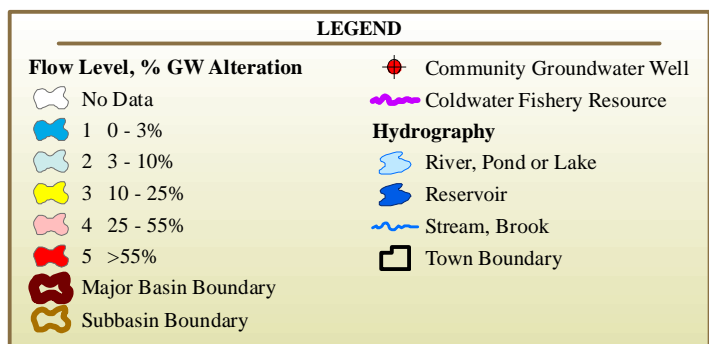 LEGEND
Flow Level, % GW Alteration
No Data
1 0 - 3%
2 3 - 10%
3 10 - 25%
4 25 - 55%
5 >55%
Major Basin Boundary
Subbasin Boundary
Community Groundwater Well
Coldwater Fishery Resource
Hydrography
River, Pond or Lake
Reservoir
Stream, Brook
Town Boundary